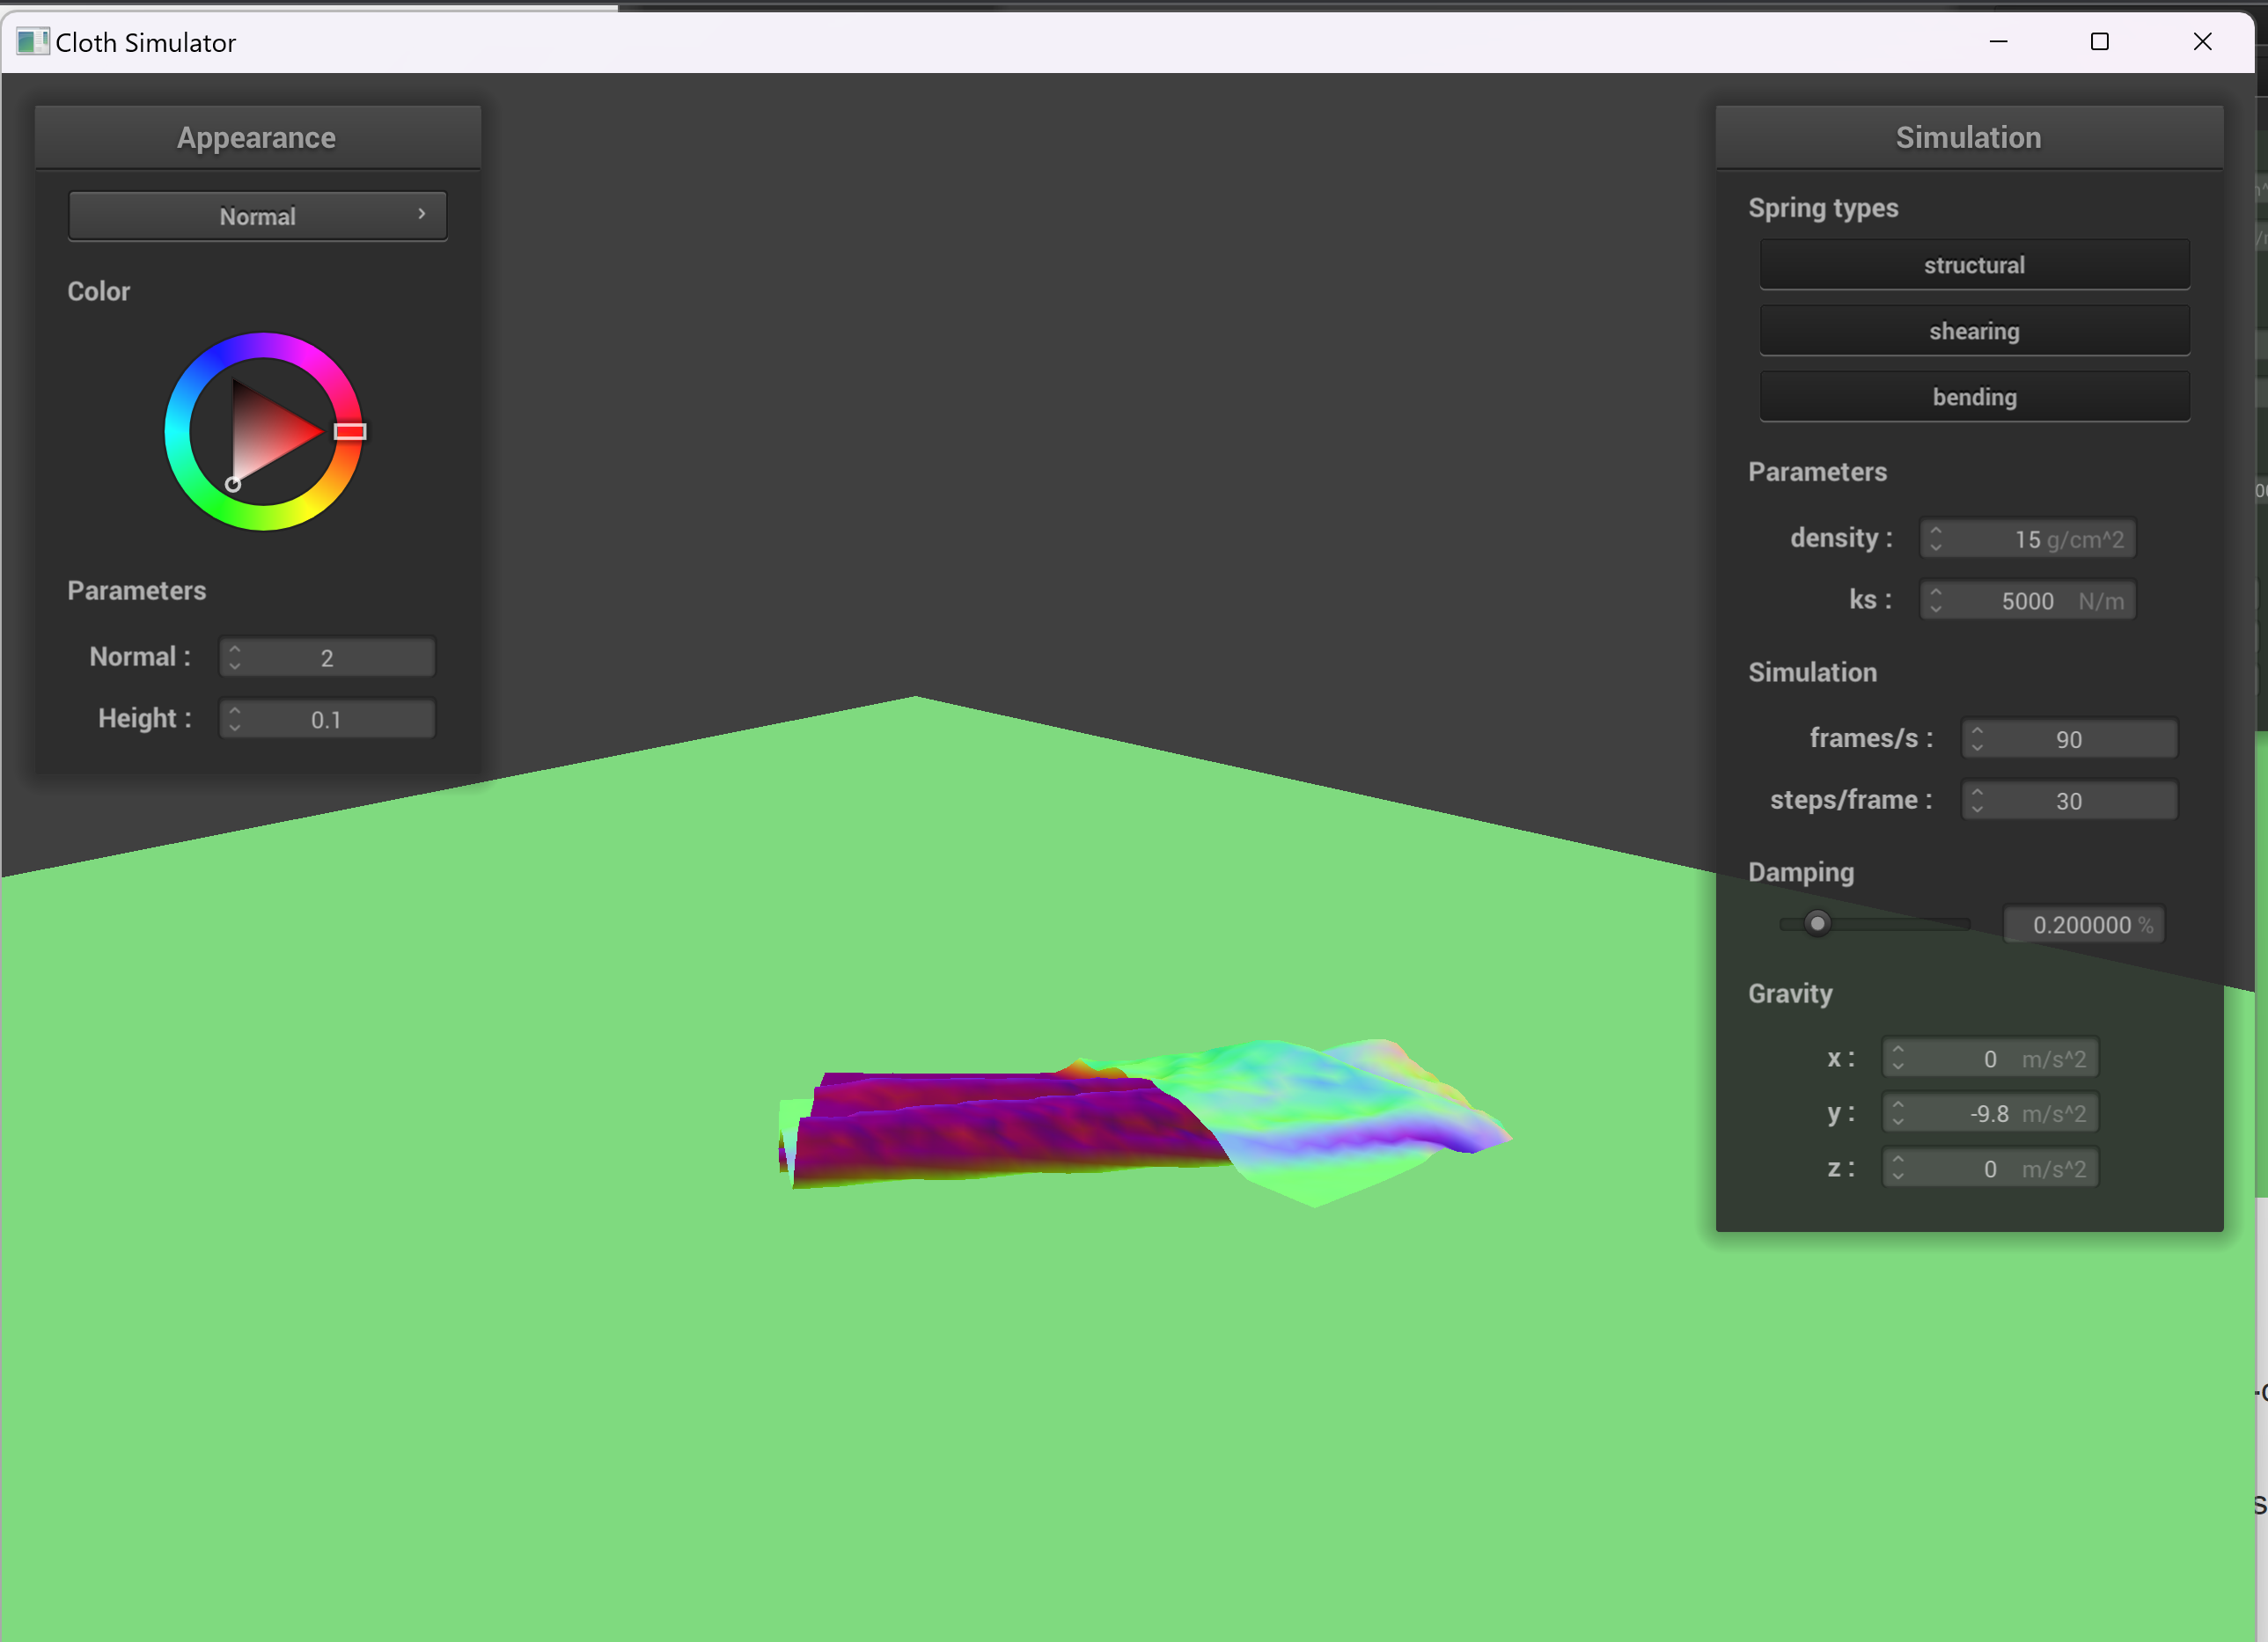 Cloth Simulator
Appearance
Normal
Color
Parameters
Normal :
2
Height :
0.1
Simulation
Spring types
structural
shearing
bending
Parameters
density :
15 g/cm^2
ks :
5000 N/m
Simulation
frames/s :
90
steps/frame :
30
Damping
0.200000 %
Gravity
x :
0 m/s^2
y :
-9.8 m/s^2
z :
0 m/s^2